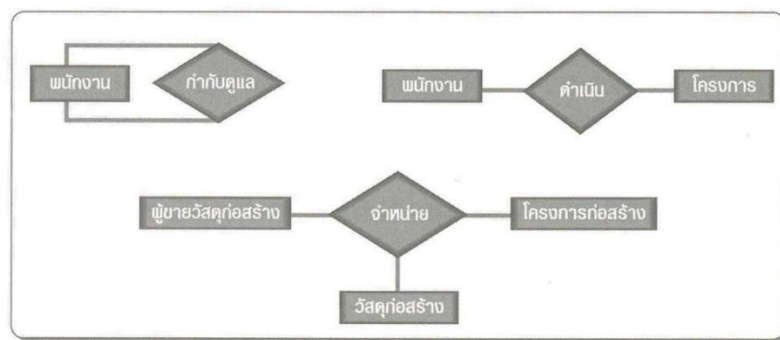 พนักงาน
กำกับดูแล
พนักงาน
ดำเนิน
โครงการ
ผู้ขายวัสดุก่อสร้าง
จำหน่าย
โครงการก่อสร้าง
วัสดุก่อสร้าง